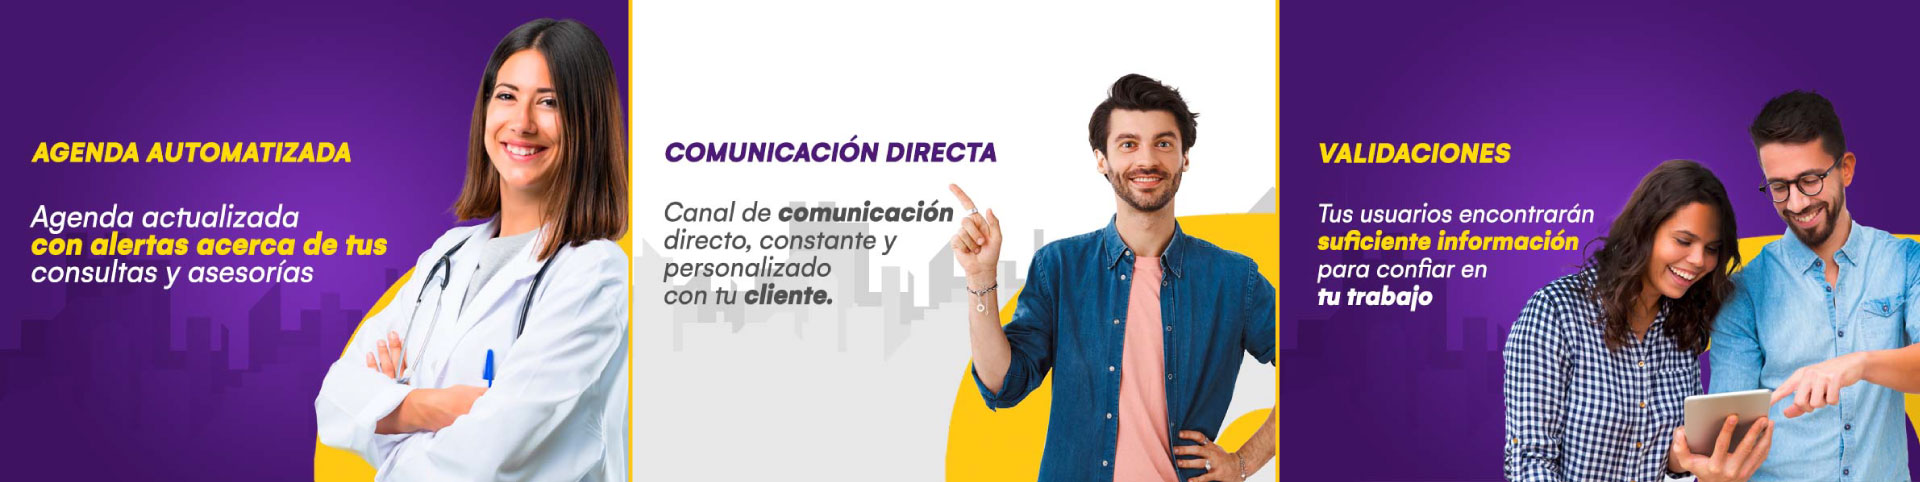 AGENDA AUTOMATIZADA
Agenda actualizada
con alertas acerca de tus
consultas y asesorías
COMUNICACIÓN DIRECTA
Canal de comunicación
directo, constante y
personalizado
con tu cliente.
VALIDACIONES
Tus usuarios encontrarán
suficiente información
para confiar en
tu trabajo